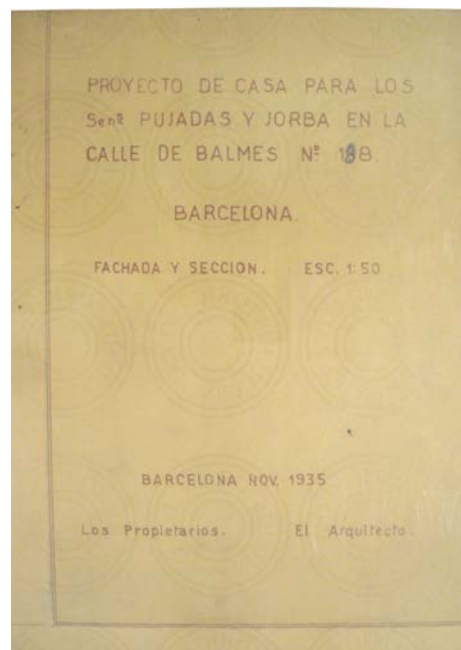 PROYECTO DE CASA PARA LOS
Senª PUJADAS Y JORBA EN LA
CALLE DE BALMES Nº 188.
BARCELONA.
FACHADA Y SECCION. ESC. 1:50
BARCELONA NOV. 1935
Los Propietarios. El Arquitecto.